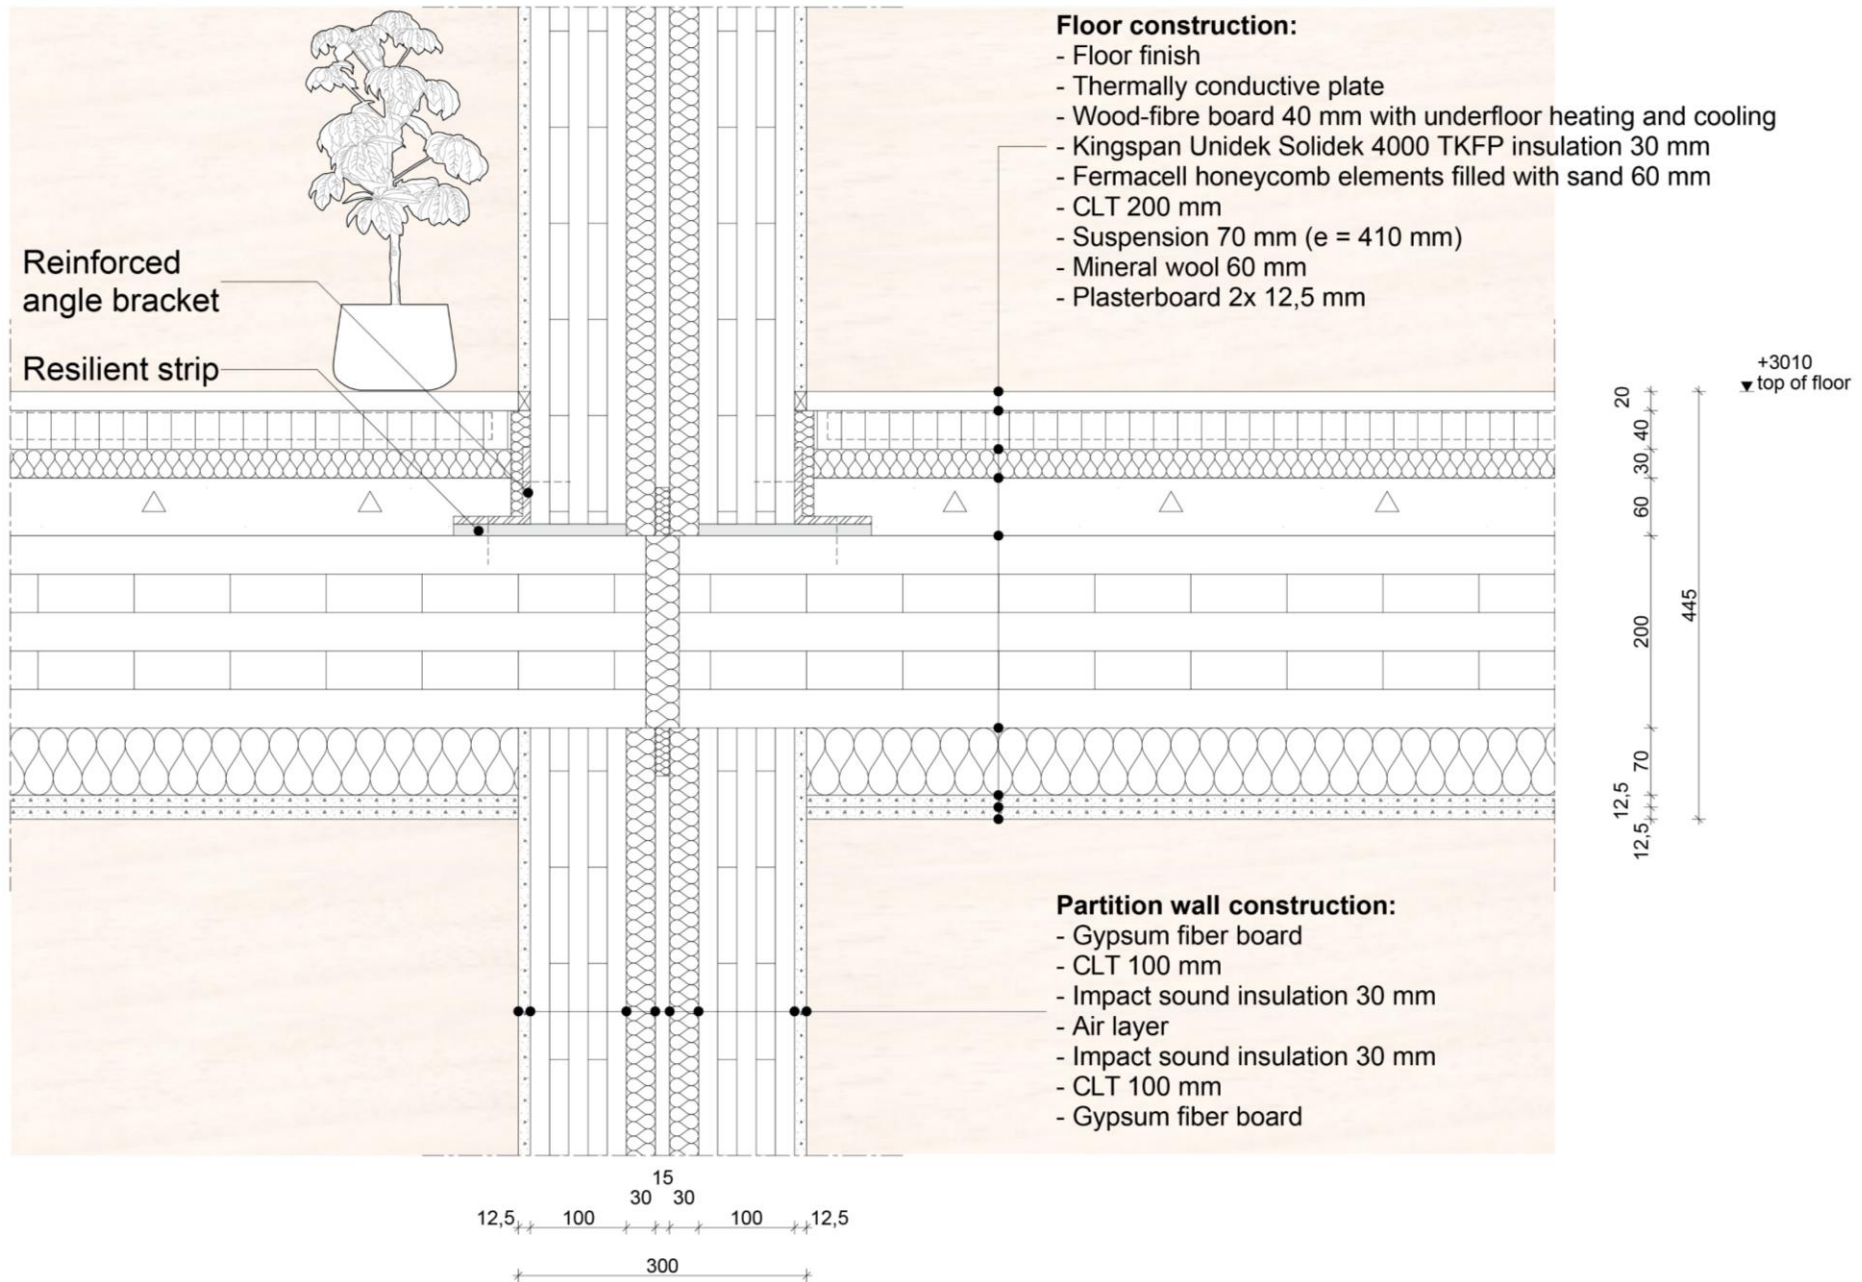 Floor construction:
- Floor finish
- Thermally conductive plate
- Wood-fibre board 40 mm with underfloor heating and cooling
- Kingspan Unidek Solidek 4000 TKFP insulation 30 mm
- Fermacell honeycomb elements filled with sand 60 mm
- CLT 200 mm
- Suspension 70 mm (e = 410 mm)
- Mineral wool 60 mm
- Plasterboard 2x 12,5 mm
Reinforced
angle bracket
Resilient strip
+3010
top of floor
20
40
30
60
200
445
70
12,5
12,5
Partition wall construction:
- Gypsum fiber board
- CLT 100 mm
- Impact sound insulation 30 mm
- Air layer
- Impact sound insulation 30 mm
- CLT 100 mm
- Gypsum fiber board
15
30 30
12,5 100 100 12,5
300